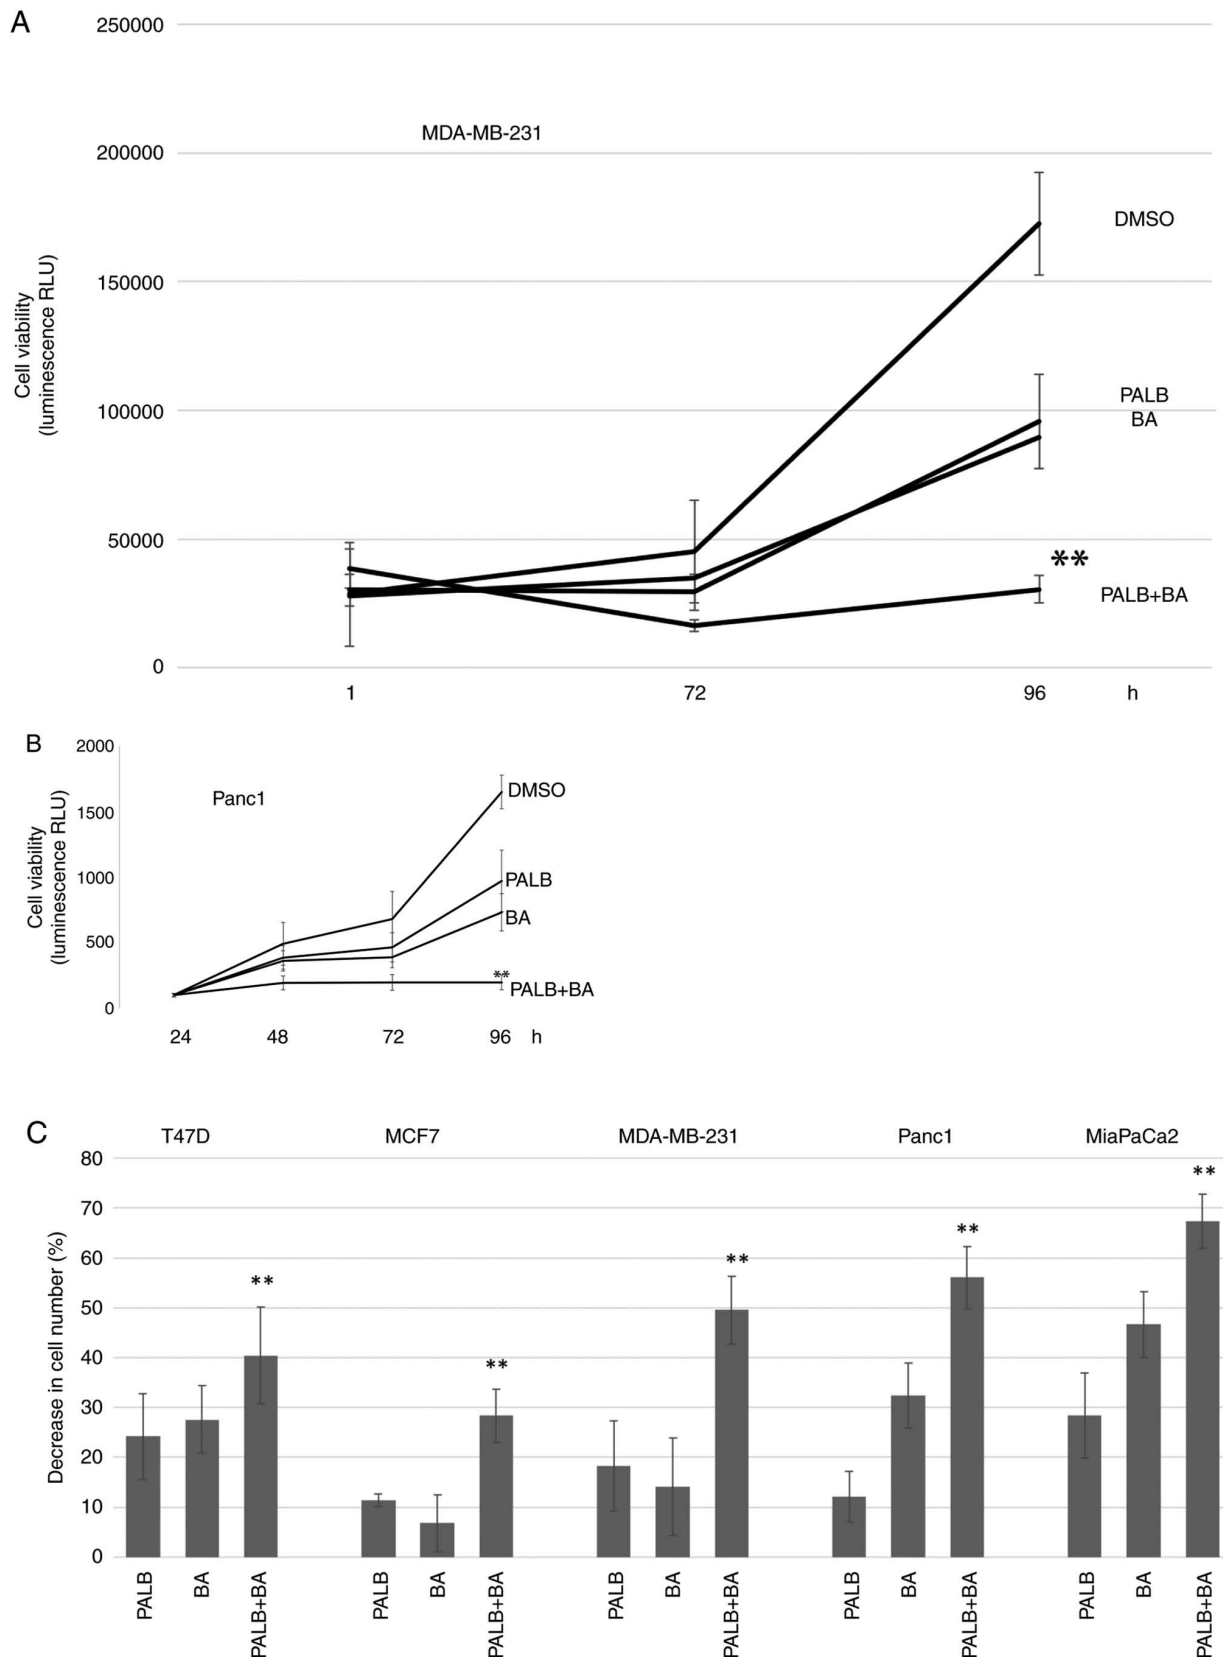 A
250000
MDA-MB-231
200000
DMSO
150000
Cell viability
(luminescence RLU)
PALB
BA
100000
50000
**
PALB+BA
0
1 72 96 h
B
2000
Panc1
DMSO
1500
Cell viability
(luminescence RLU)
1000
PALB
BA
500
**
PALB+BA
0
24 48 72 96 h
C
T47D MCF7 MDA-MB-231 Panc1 MiaPaCa2
80
70
60
50
40
30
20
10
0
Decrease in cell number (%)
** ** ** ** **
PALB BA PALB+BA PALB BA PALB+BA PALB BA PALB+BA PALB BA PALB+BA PALB BA PALB+BA